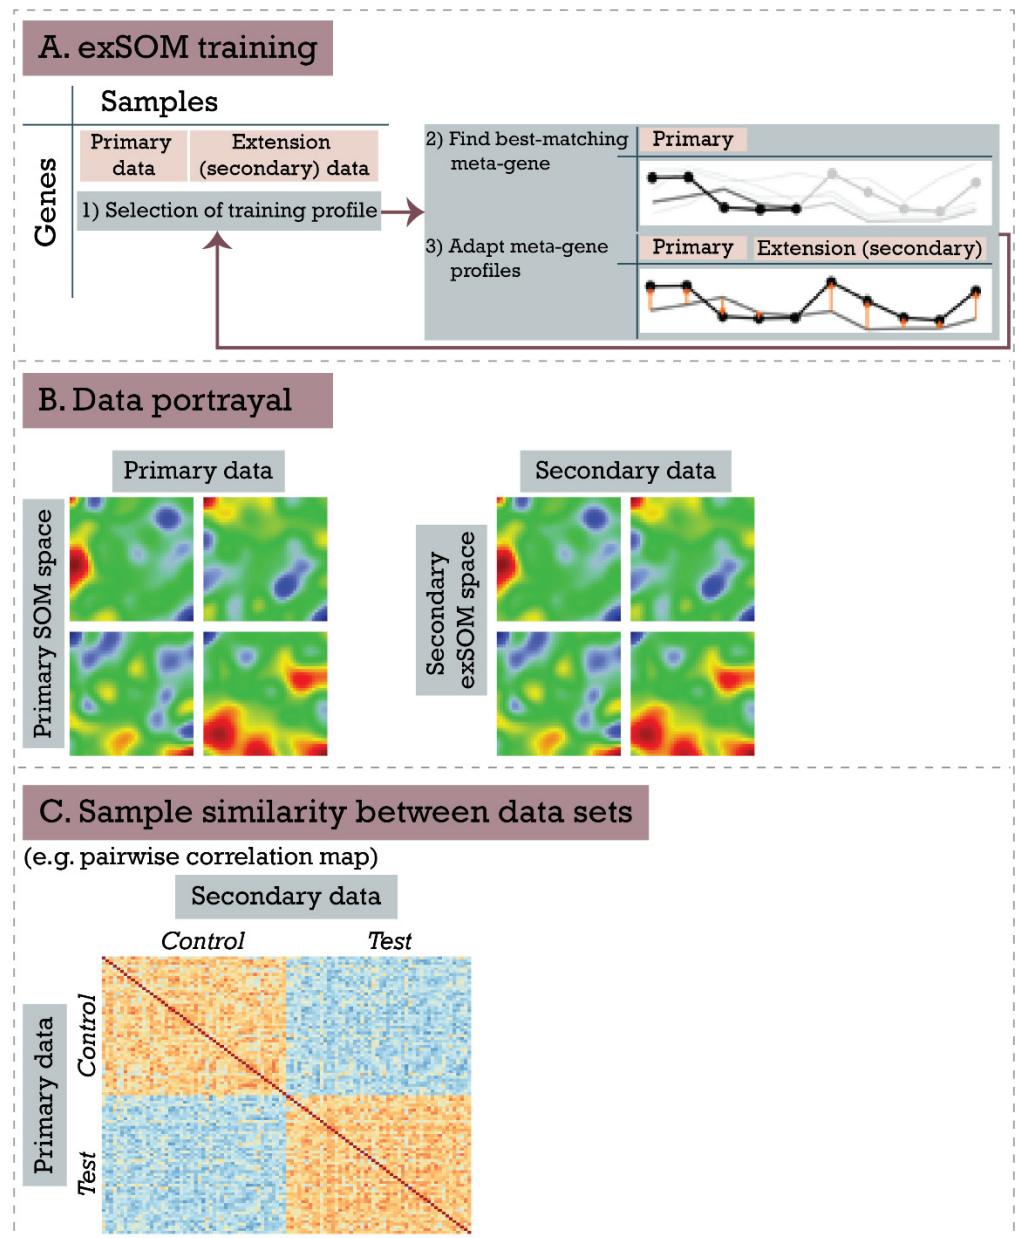 A. exSOM training
Samples
Genes
Primary
data
Extension
(secondary) data
1) Selection of training profile
2) Find best-matching
meta-gene
Primary
3) Adapt meta-gene
profiles
Primary
Extension (secondary)
B. Data portrayal
Primary data
Primary SOM space
Secondary data
Secondary
exSOM space
C. Sample similarity between data sets
(e.g. pairwise correlation map)
Secondary data
Control
Test
Primary data
Control
Test